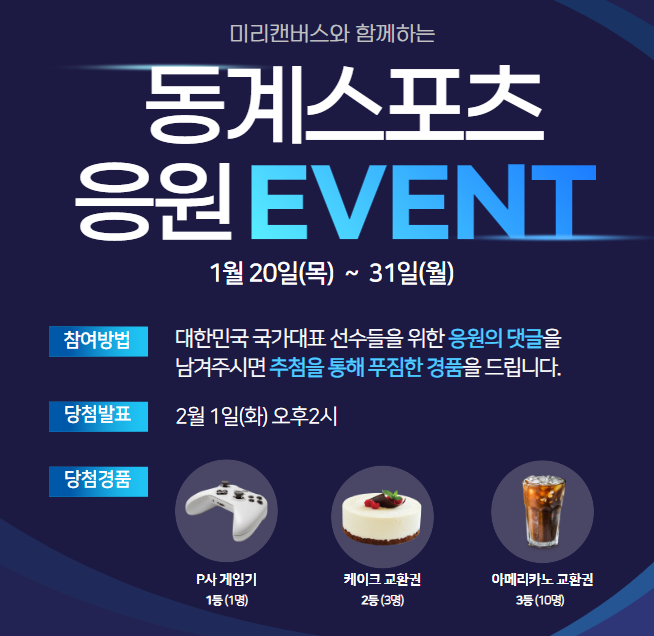 미리캔버스와 함께하는
동계스포츠
응원 EVENT
1월 20일(목) ~ 31일(월)
참여방법
대한민국 국가대표 선수들을 위한 응원의 댓글을
남겨주시면 추첨을 통해 푸짐한 경품을 드립니다.
당첨발표
2월 1일(화) 오후2시
당첨경품
P사 게임기
1등 (1명)
케이크 교환권
2등 (3명)
아메리카노 교환권
3등 (10명)